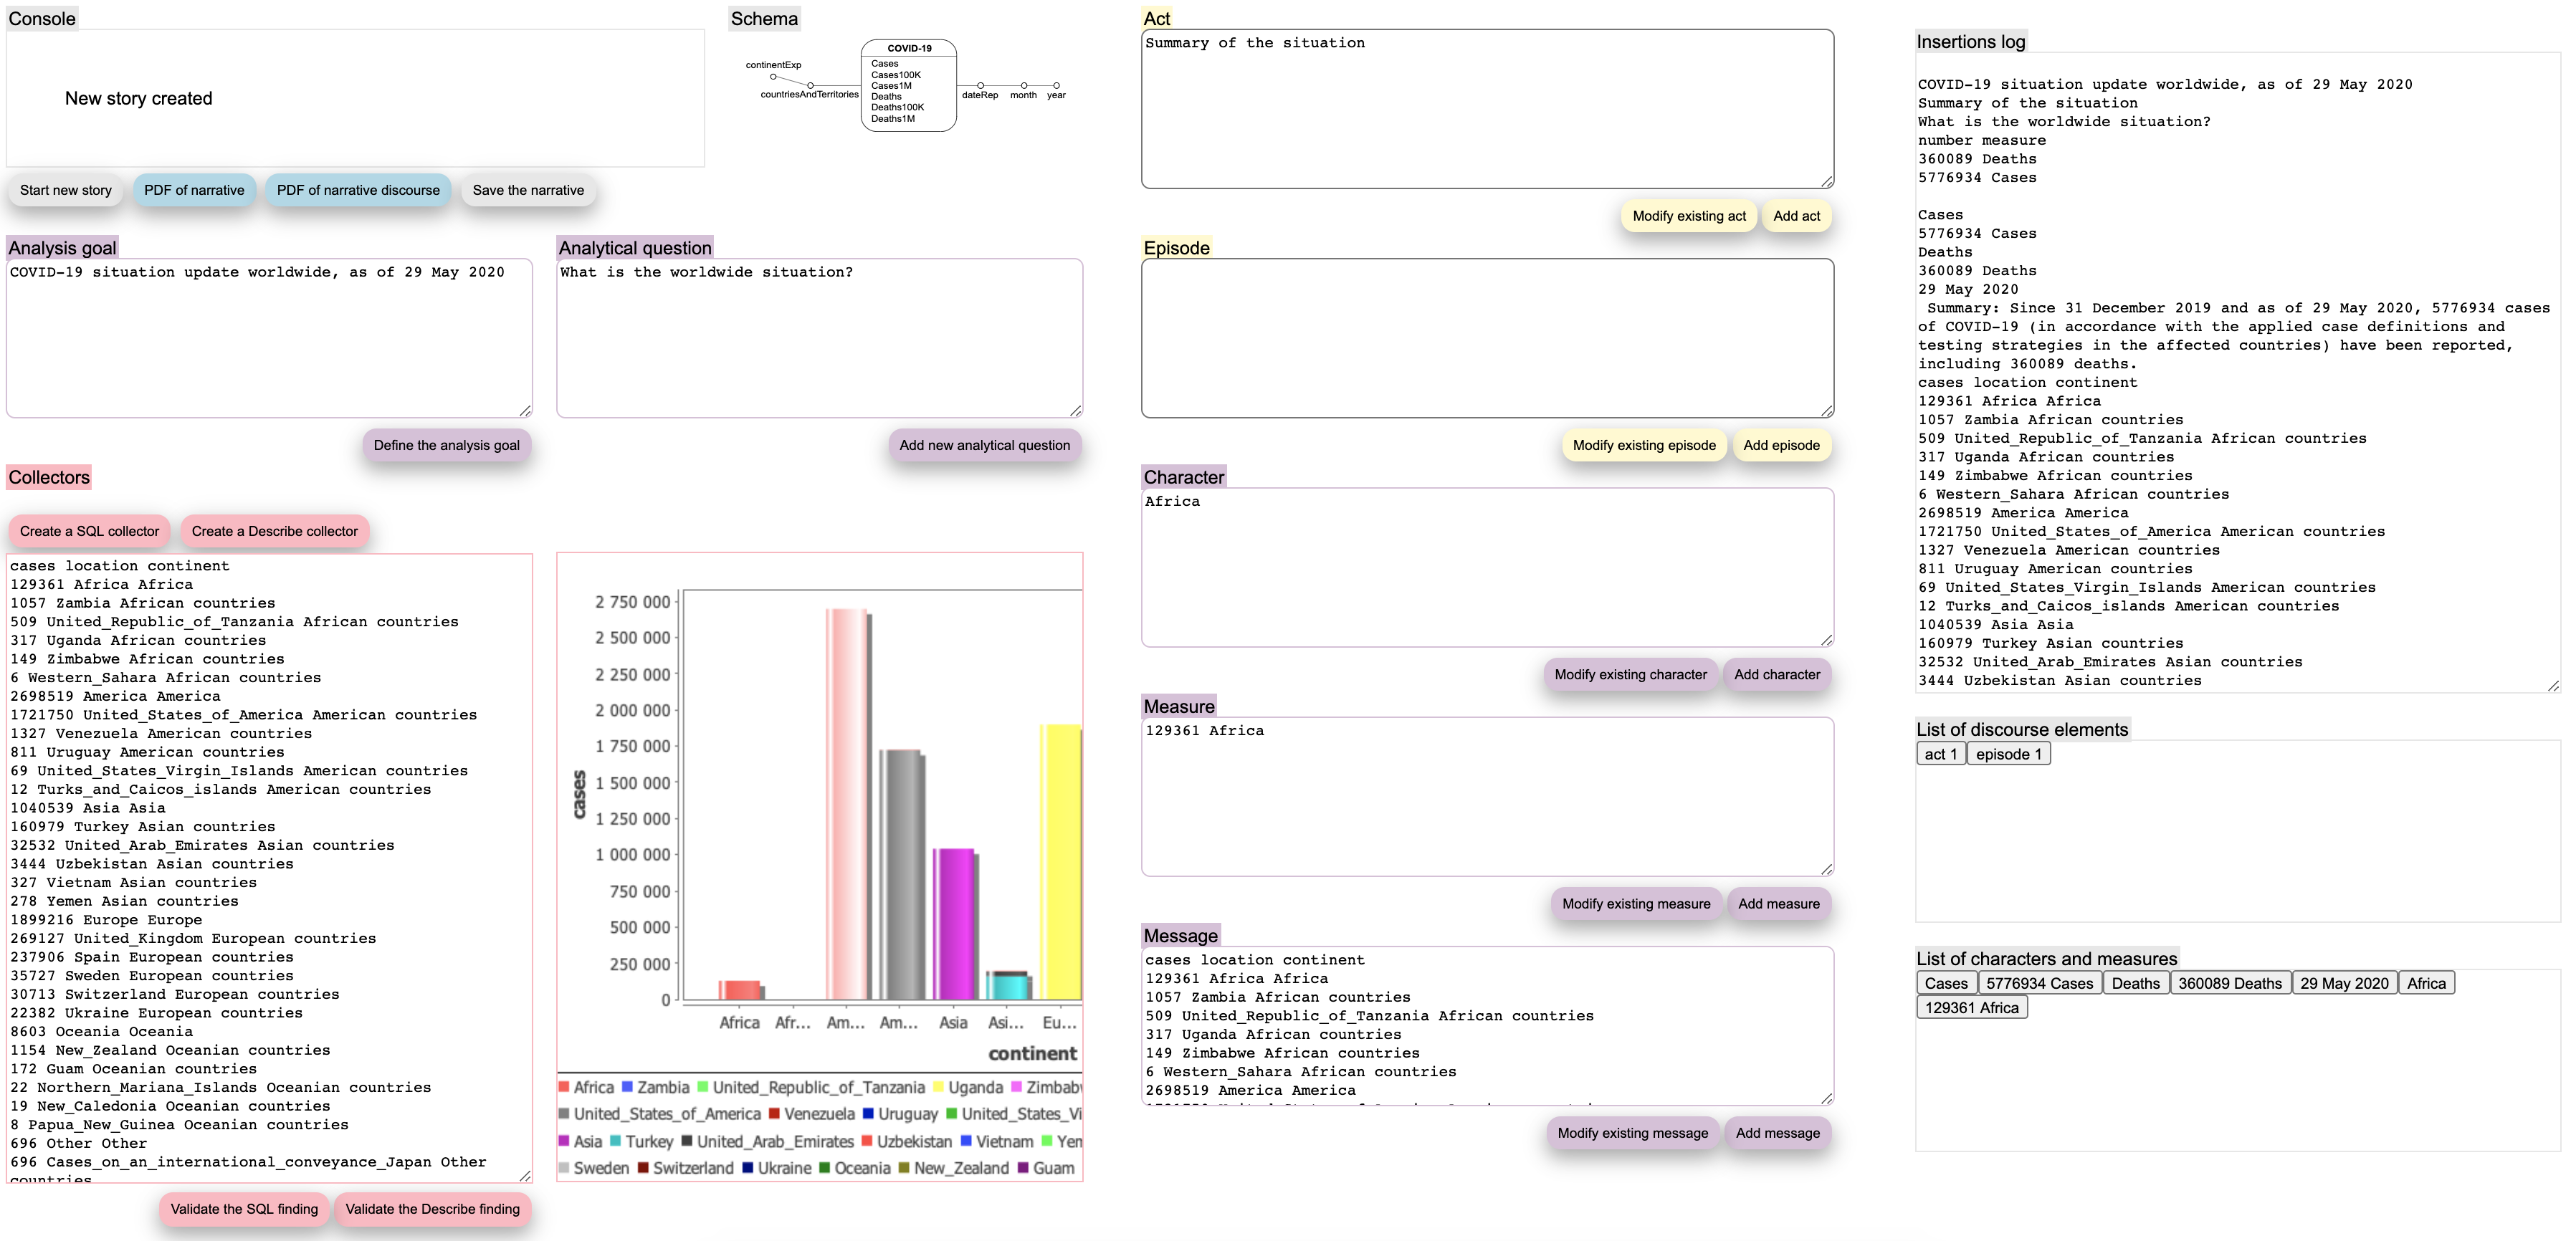 Console
New story created
Start new story
PDF of narrative
PDF of narrative discourse
Save the narrative
Schema
COVID-19
Cases
Cases100K
Cases1M
Deaths
Deaths100K
Deaths1M
continentExp
countriesAndTerritories
dateRep
month
year
Analysis goal
COVID-19 situation update worldwide, as of 29 May 2020
Define the analysis goal
Analytical question
What is the worldwide situation?
Add new analytical question
Collectors
Create a SQL collector
Create a Describe collector
cases location continent
129361 Africa Africa
1057 Zambia African countries
509 United_Republic_of_Tanzania African countries
317 Uganda African countries
149 Zimbabwe African countries
6 Western_Sahara African countries
2698519 America America
1721750 United_States_of_America American countries
1327 Venezuela American countries
811 Uruguay American countries
69 United_States_Virgin_Islands American countries
12 Turks_and_Caicos_islands American countries
1040539 Asia Asia
160979 Turkey Asian countries
32532 United_Arab_Emirates Asian countries
3444 Uzbekistan Asian countries
327 Vietnam Asian countries
278 Yemen Asian countries
1899216 Europe Europe
269127 United_Kingdom European countries
237906 Spain European countries
35727 Sweden European countries
30713 Switzerland European countries
22382 Ukraine European countries
8603 Oceania Oceania
1154 New_Zealand Oceanian countries
172 Guam Oceanian countries
22 Northern_Mariana_Islands Oceanian countries
19 New_Caledonia Oceanian countries
8 Papua_New_Guinea Oceanian countries
696 Other Other
696 Cases_on_an_international_conveyance_Japan Other
countries
Validate the SQL finding
Validate the Describe finding
2 750 000
2 500 000
2 250 000
2 000 000
1 750 000
1 500 000
1 250 000
1 000 000
750 000
500 000
250 000
0
cases
Africa Afr... Am... Am... Asia Asi... Eu...
continent
Africa Zambia United_Republic_of_Tanzania Uganda Zimbab
United_States_of_America Venezuela Uruguay United_States_Vi
Asia Turkey United_Arab_Emirates Uzbekistan Vietnam Yem
Sweden Switzerland Ukraine Oceania New_Zealand Guam
Act
Summary of the situation
Modify existing act
Add act
Episode
Modify existing episode
Add episode
Character
Africa
Modify existing character
Add character
Measure
129361 Africa
Modify existing measure
Add measure
Message
cases location continent
129361 Africa Africa
1057 Zambia African countries
509 United_Republic_of_Tanzania African countries
317 Uganda African countries
149 Zimbabwe African countries
6 Western_Sahara African countries
2698519 America America
Modify existing message
Add message
Insertions log
COVID-19 situation update worldwide, as of 29 May 2020
Summary of the situation
What is the worldwide situation?
number measure
360089 Deaths
5776934 Cases
Cases
5776934 Cases
Deaths
360089 Deaths
29 May 2020
Summary: Since 31 December 2019 and as of 29 May 2020, 5776934 cases
of COVID-19 (in accordance with the applied case definitions and
testing strategies in the affected countries) have been reported,
including 360089 deaths.
cases location continent
129361 Africa Africa
1057 Zambia African countries
509 United_Republic_of_Tanzania African countries
317 Uganda African countries
149 Zimbabwe African countries
6 Western_Sahara African countries
2698519 America America
1721750 United_States_of_America American countries
1327 Venezuela American countries
811 Uruguay American countries
69 United_States_Virgin_Islands American countries
12 Turks_and_Caicos_islands American countries
1040539 Asia Asia
160979 Turkey Asian countries
32532 United_Arab_Emirates Asian countries
3444 Uzbekistan Asian countries
List of discourse elements
act 1
episode 1
List of characters and measures
Cases
5776934 Cases
Deaths
360089 Deaths
29 May 2020
Africa
129361 Africa